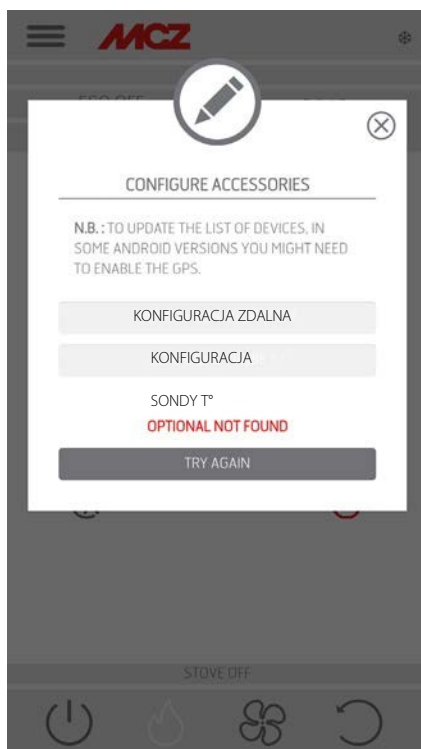 MCZ
CONFIGURE ACCESSORIES
N.B. : TO UPDATE THE LIST OF DEVICES, IN
SOME ANDROID VERSIONS YOU MIGHT NEED
TO ENABLE THE GPS.
KONFIGURACJA ZDALNA
KONFIGURACJA
SONDY T°
OPTIONAL NOT FOUND
TRY AGAIN
STOVE OFF